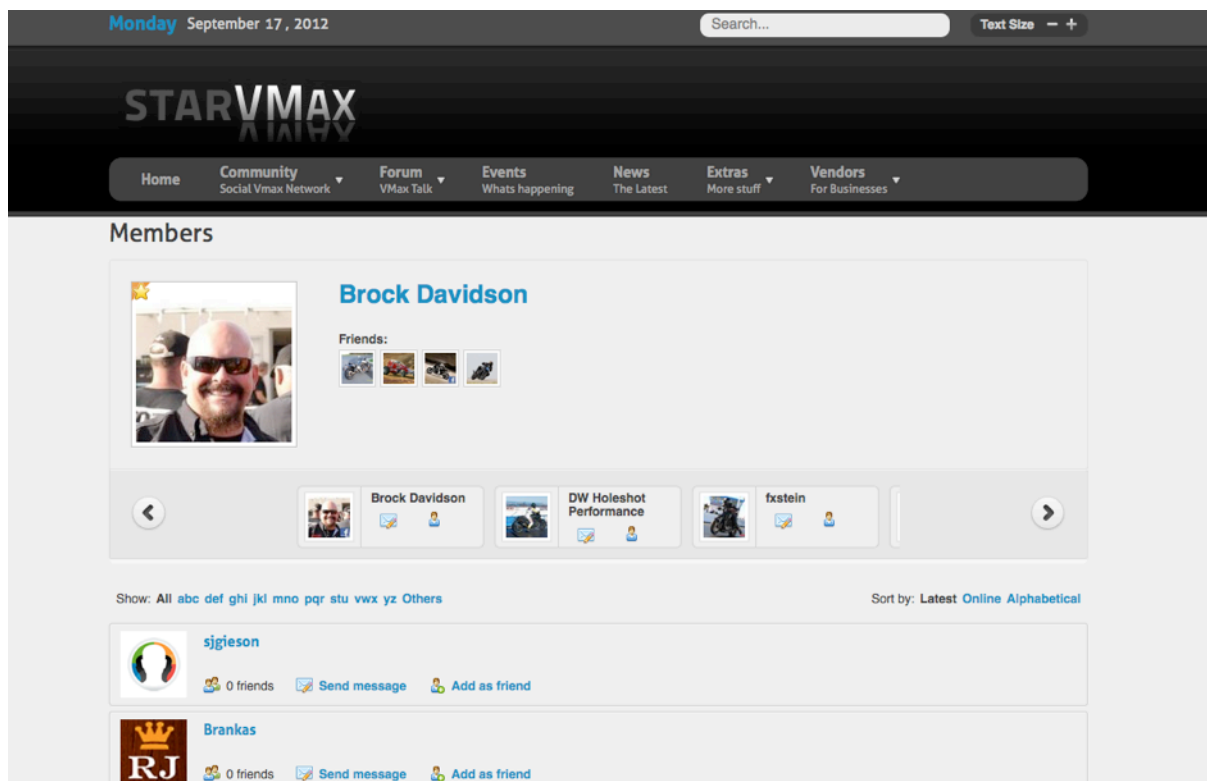 Monday September 17, 2012
Search...
Text Size − +
STARVMAX
Home
Community
Social Vmax Network
Forum
VMax Talk
Events
Whats happening
News
The Latest
Extras
More stuff
Vendors
For Businesses
Members
Brock Davidson
Friends:
Brock Davidson
DW Holeshot
Performance
fxstein
Show: All abc def ghi jkl mno pqr stu vwx yz Others
Sort by: Latest Online Alphabetical
sjgieson
0 friends Send message Add as friend
Brankas
RJ
0 friends Send message Add as friend